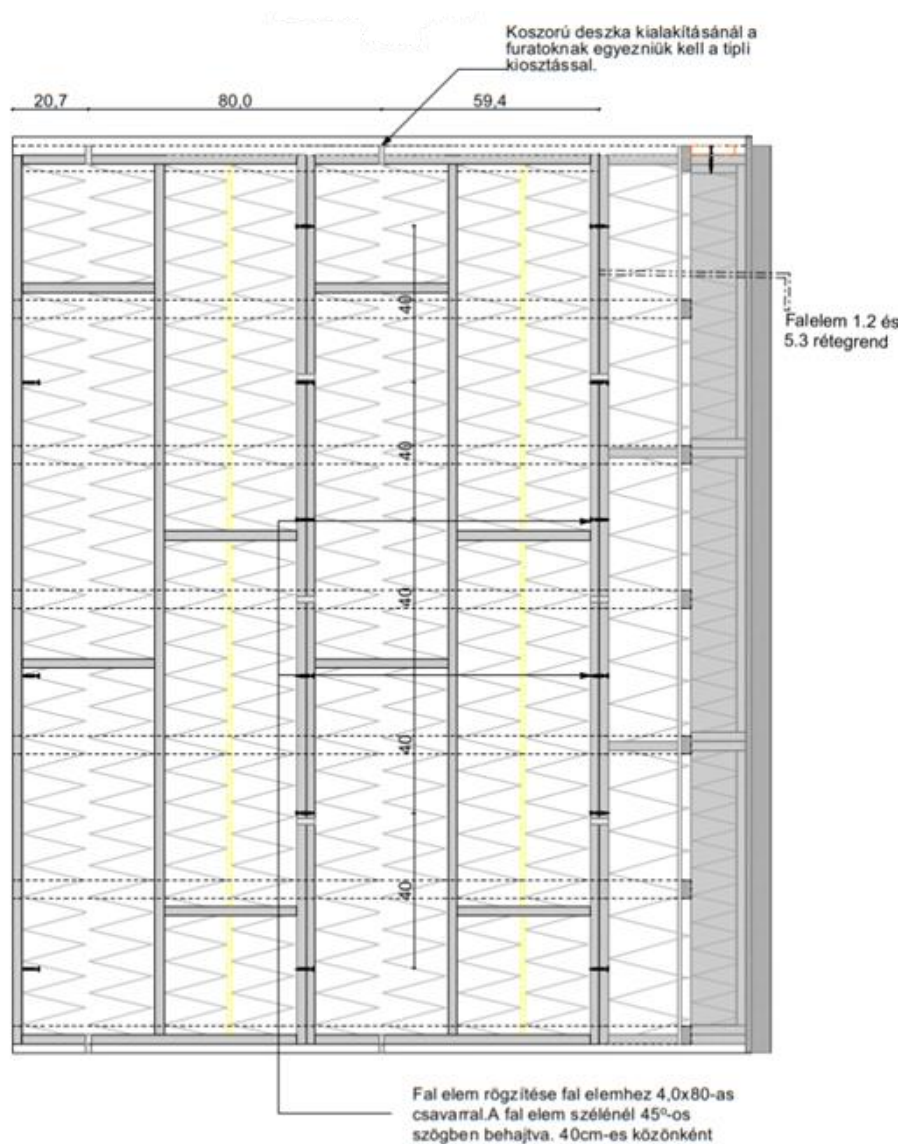 Koszorú deszka kialakításánál a
furatoknak egyezniük kell a tipli
kiosztással.
20,7
80,0
59,4
40
Falelem 1.2 és
5.3 rétegrend
40
40
40
40
Fal elem rögzítése fal elemhez 4,0x80-as
csavarral.A fal elem szélénél 45º-os
szögben behajtva. 40cm-es közönként